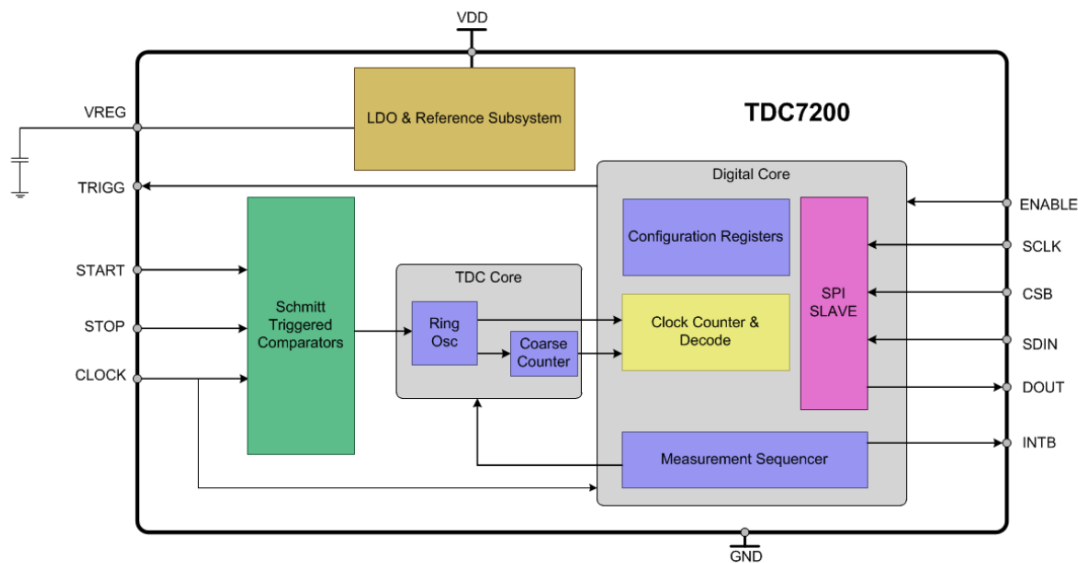 VDD
LDO & Reference Subsystem
TDC7200
VREG
TRIGG
START
STOP
CLOCK
Schmitt
Triggered
Comparators
TDC Core
Ring
Osc
Coarse
Counter
Digital Core
Configuration Registers
Clock Counter &
Decode
SPI
SLAVE
Measurement Sequencer
ENABLE
SCLK
CSB
SDIN
DOUT
INTB
GND